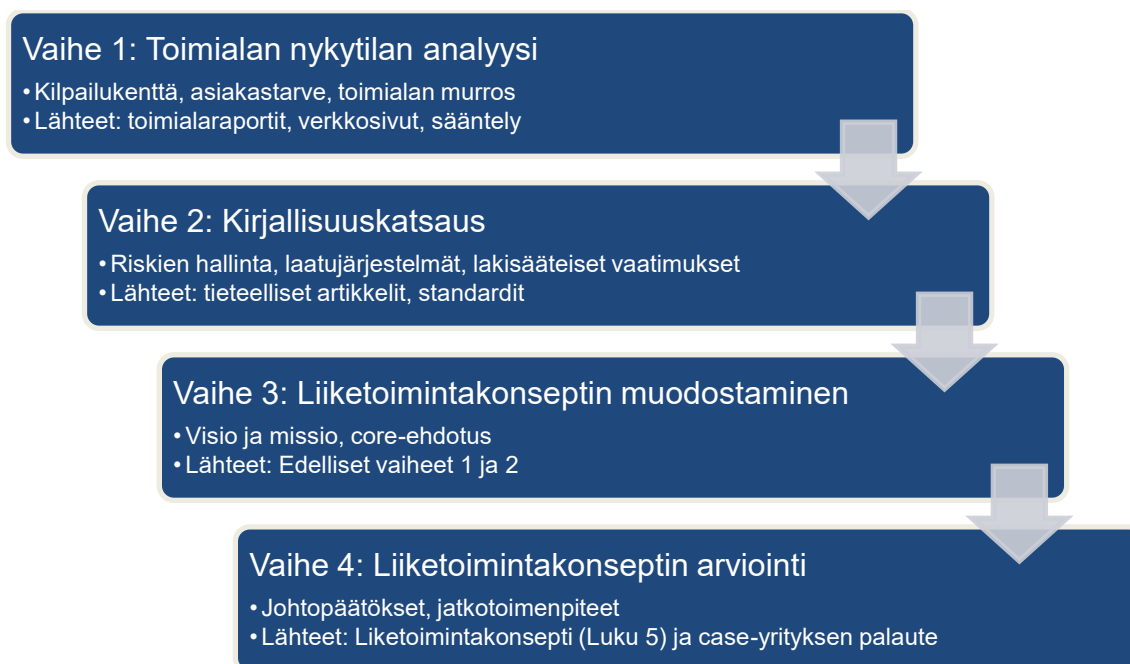 Vaihe 1: Toimialan nykytilan analyysi
•Kilpailukenttä, asiakastarve, toimialan murros
•Lähteet: toimialaraportit, verkkosivut, sääntely
Vaihe 2: Kirjallisuuskatsaus
•Riskien hallinta, laatujärjestelmät, lakisääteiset vaatimukset
•Lähteet: tieteelliset artikkelit, standardit
Vaihe 3: Liiketoimintakonseptin muodostaminen
•Visio ja missio, core-ehdotus
•Lähteet: Edelliset vaiheet 1 ja 2
Vaihe 4: Liiketoimintakonseptin arviointi
•Johtopäätökset, jatkotoimenpiteet
•Lähteet: Liketoimintakonsepti (Luku 5) ja case-yrityksen palaute